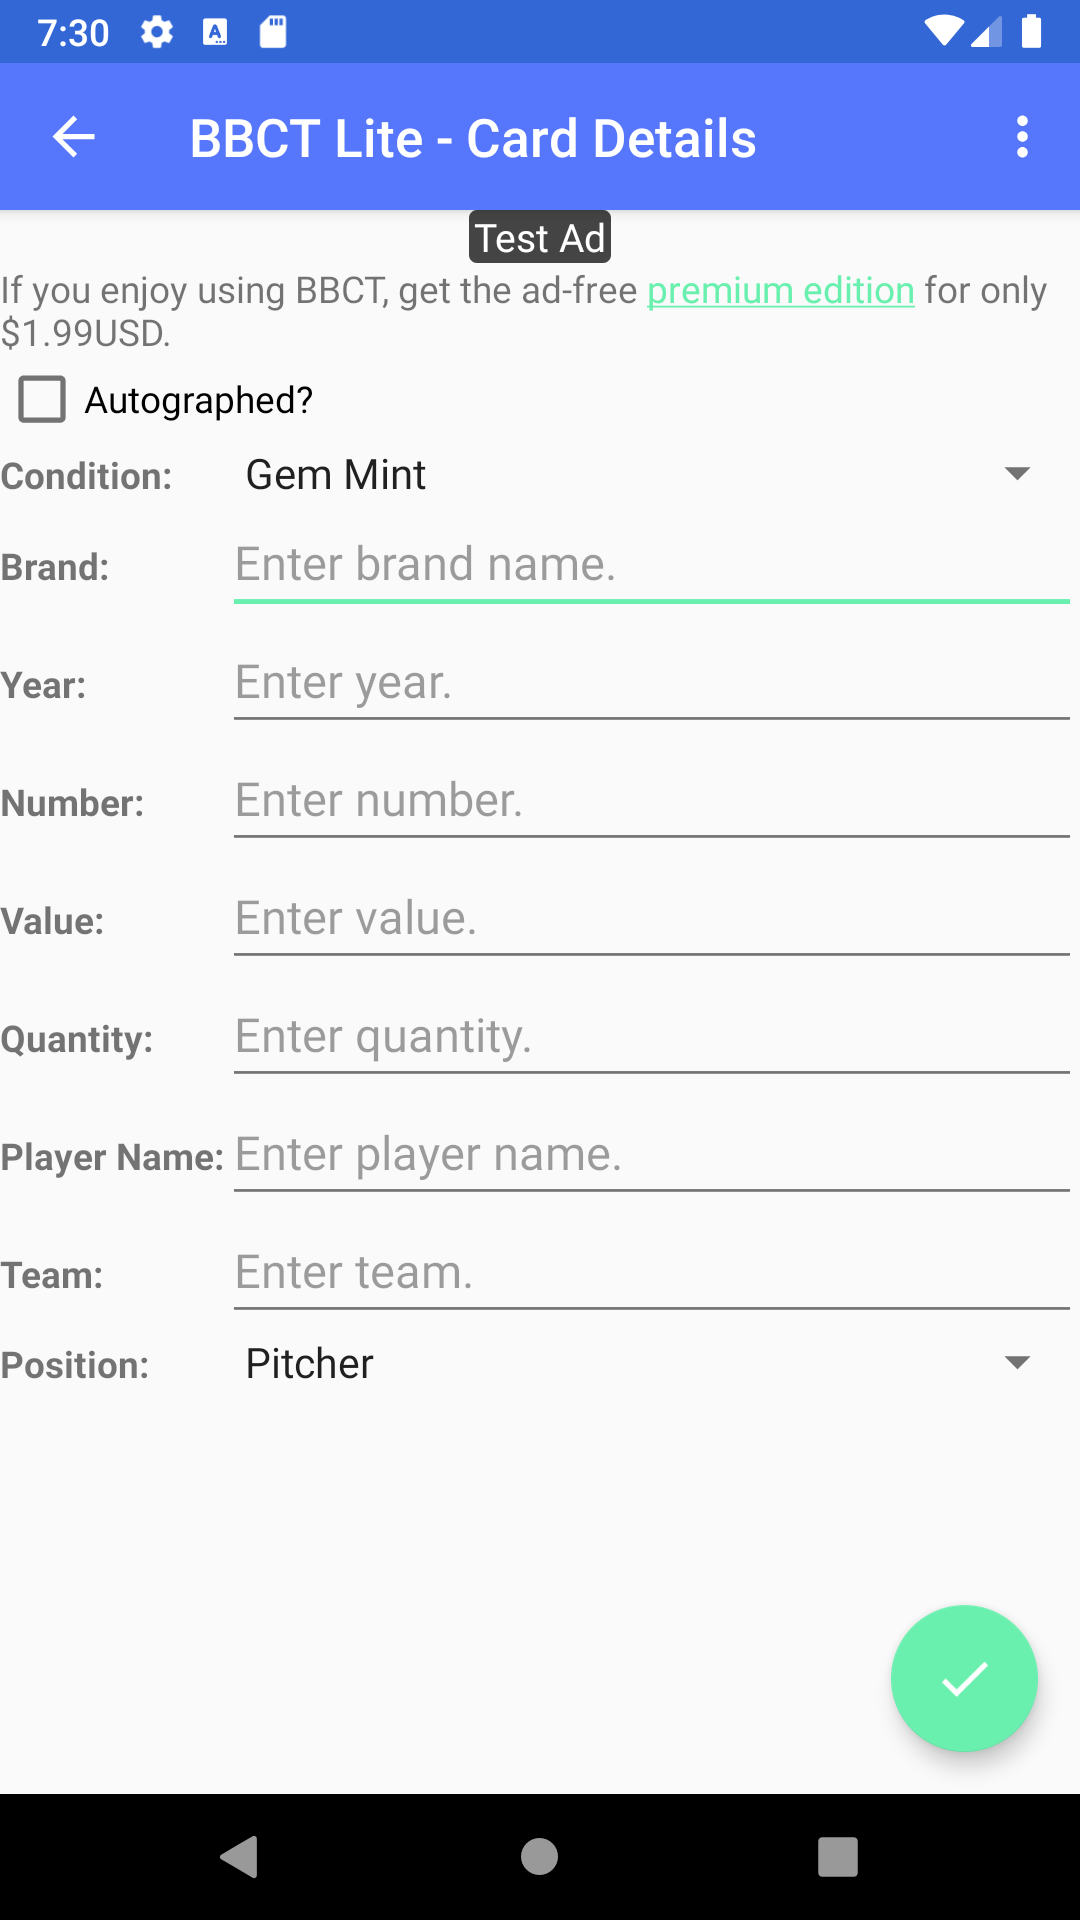 7:30
BBCT Lite - Card Details
Test Ad
If you enjoy using BBCT, get the ad-free premium edition for only
$1.99USD.
Autographed?
Condition: Gem Mint
Brand: Enter brand name.
Year: Enter year.
Number: Enter number.
Value: Enter value.
Quantity: Enter quantity.
Player Name: Enter player name.
Team: Enter team.
Position: Pitcher